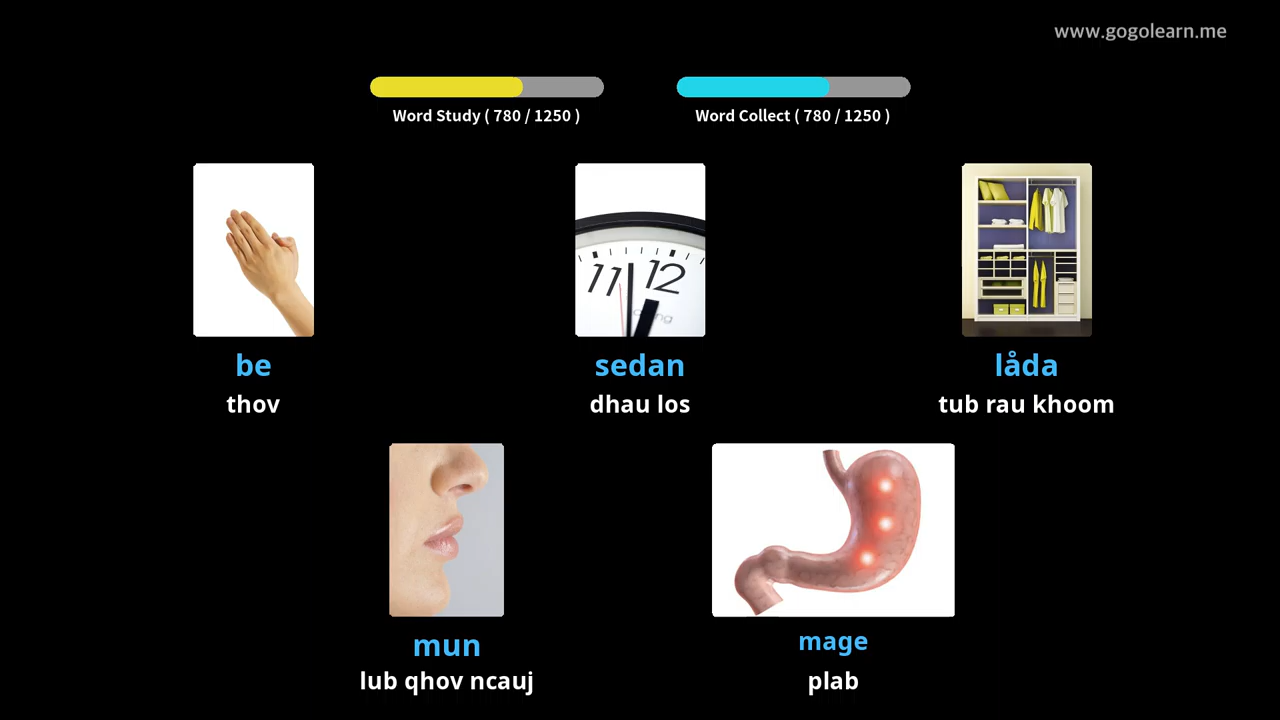 www.gogolearn.me
Word Study ( 780 / 1250 )
Word Collect ( 780 / 1250 )
11 12
be
thov
sedan
dhau los
låda
tub rau khoom
mun
lub qhov ncauj
mage
plab